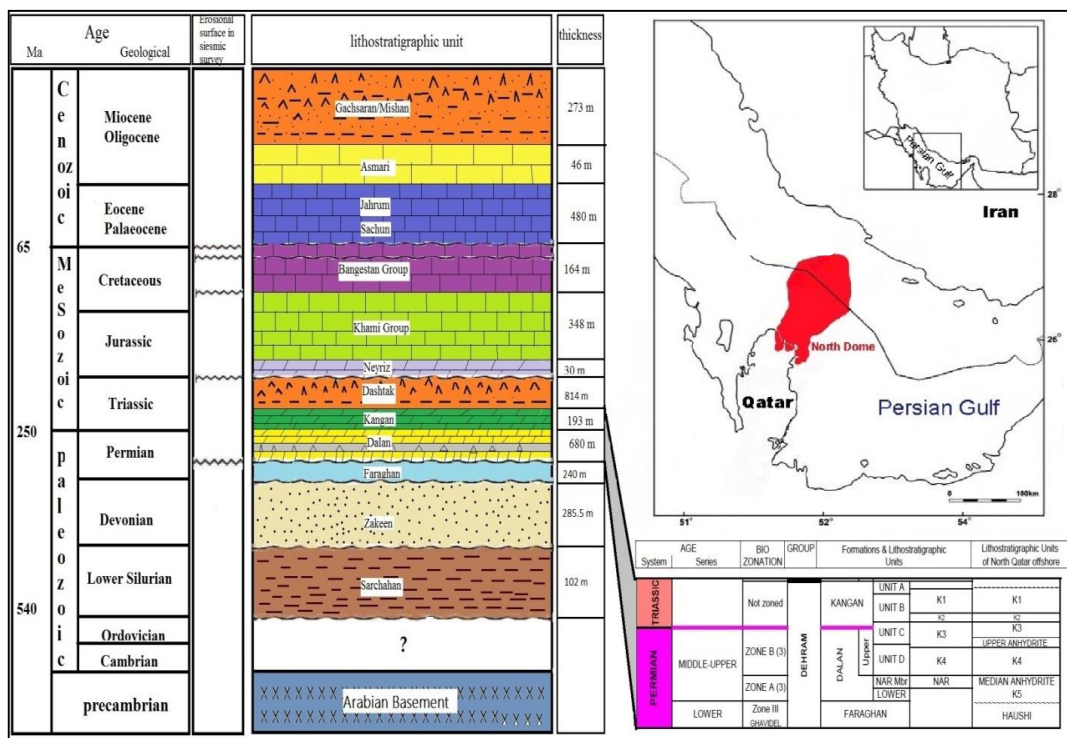 Age
Erosional
surface in
siesmic
survey
lithostratigraphic unit
thickness
Ma
Geological
Cenozoic
Miocene
Oligocene
Gachsaran/Mishan
273 m
Asmari
46 m
Eocene
Palaeocene
Jahrum
Sachun
480 m
65
MeSozoic
Cretaceous
Bangestan Group
164 m
Jurassic
Khami Group
348 m
Neyriz
30 m
Triassic
Dashtak
814 m
Kangan
193 m
250
paleozoic
Permian
Dalan
680 m
Faraghan
240 m
Devonian
Zakeen
285.5 m
Lower Silurian
Sarchahan
102 m
540
Ordovician
?
Cambrian
precambrian
Arabian Basement
Persian Gulf
28
Iran
North Dome
26
Qatar
Persian Gulf
0
100km
51
52
54
AGE
System
Series
BIO
ZONATION
GROUP
Formations & Lithostratigraphic
Units
Lithostratigraphic Units
of North Qatar offshore
TRIASSIC
Not zoned
DEHRAM
KANGAN
UNIT A
UNIT B
K1
K1
K2
K2
PERMIAN
MIDDLE-UPPER
ZONE B (3)
DALAN
Upper
UNIT C
K3
K3
UPPER ANHYDRITE
UNIT D
K4
K4
ZONE A (3)
NAR Mbr
NAR
MEDIAN ANHYDRITE
LOWER
K5
LOWER
Zone III
GHAVIDEL
FARAGHAN
HAUSHI